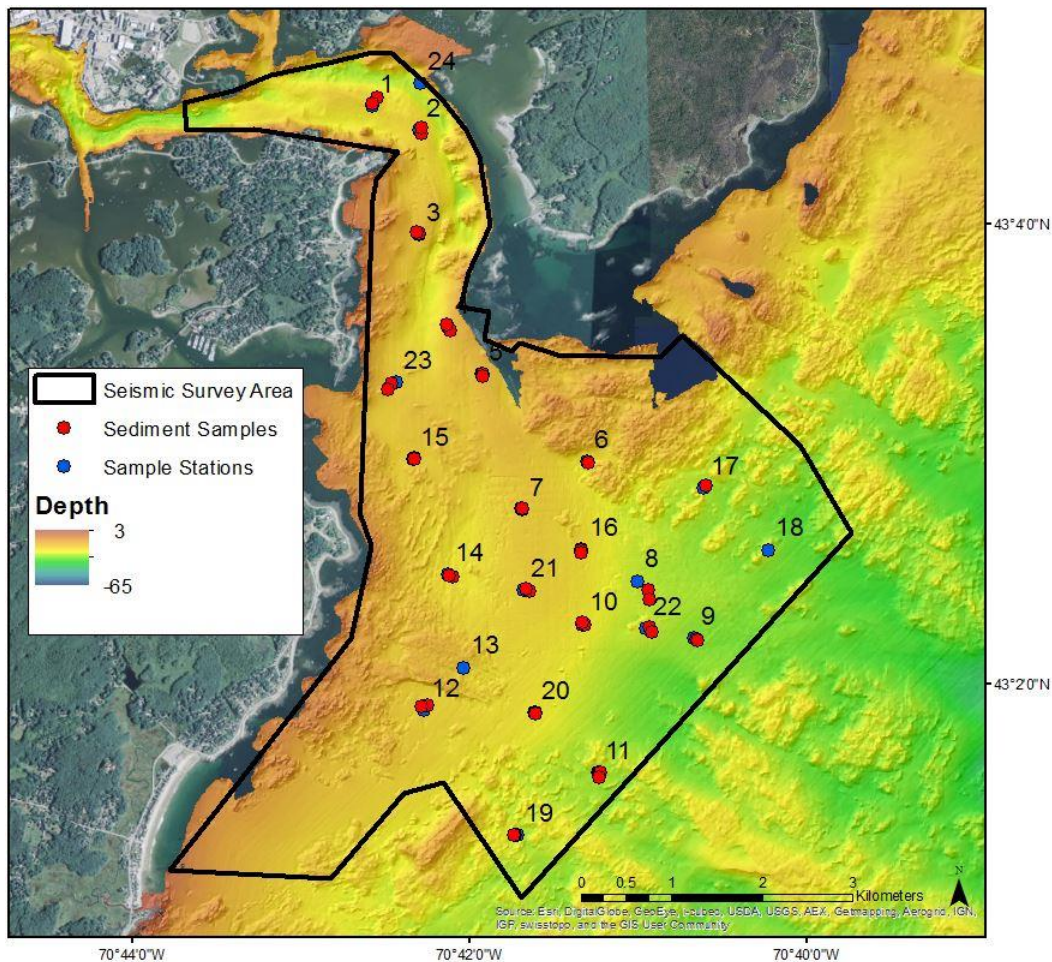 24
1
2
43°4'0"N
3
5
23
Seismic Survey Area
Sediment Samples
Sample Stations
Depth
3
-65
15
6
17
7
16
18
8
14
21
10
22
9
13
43°20'0"N
12
20
11
19
0 0.5 1 2 3
Kilometers
N
Source: Esri, DigitalGlobe, GeoEye, i-cubed, USDA, USGS, AEX, Getmapping, Aerogrid, IGN,
IGP, swisstopo, and the GIS User Community
70°44'0"W 70°42'0"W 70°40'0"W